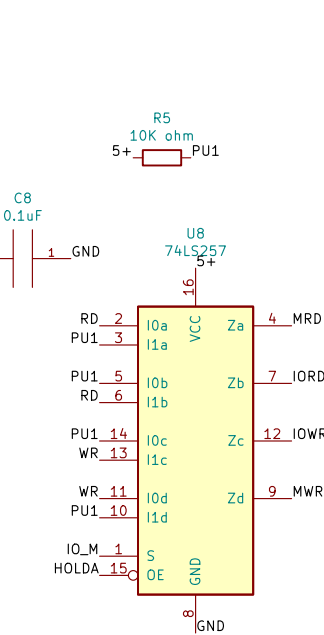 R5
10K ohm
5+ PU1
C8
0.1uF
1 GND
U8
74LS257
5+
16
VCC
RD 2 I0a Za 4 MRD
PU1 3 I1a
PU1 5 I0b Zb 7 IORD
RD 6 I1b
PU1 14 I0c Zc 12 IOWR
WR 13 I1c
WR 11 I0d Zd 9 MWR
PU1 10 I1d
IO_M 1 S
HOLDA 15 OE
GND
8
GND